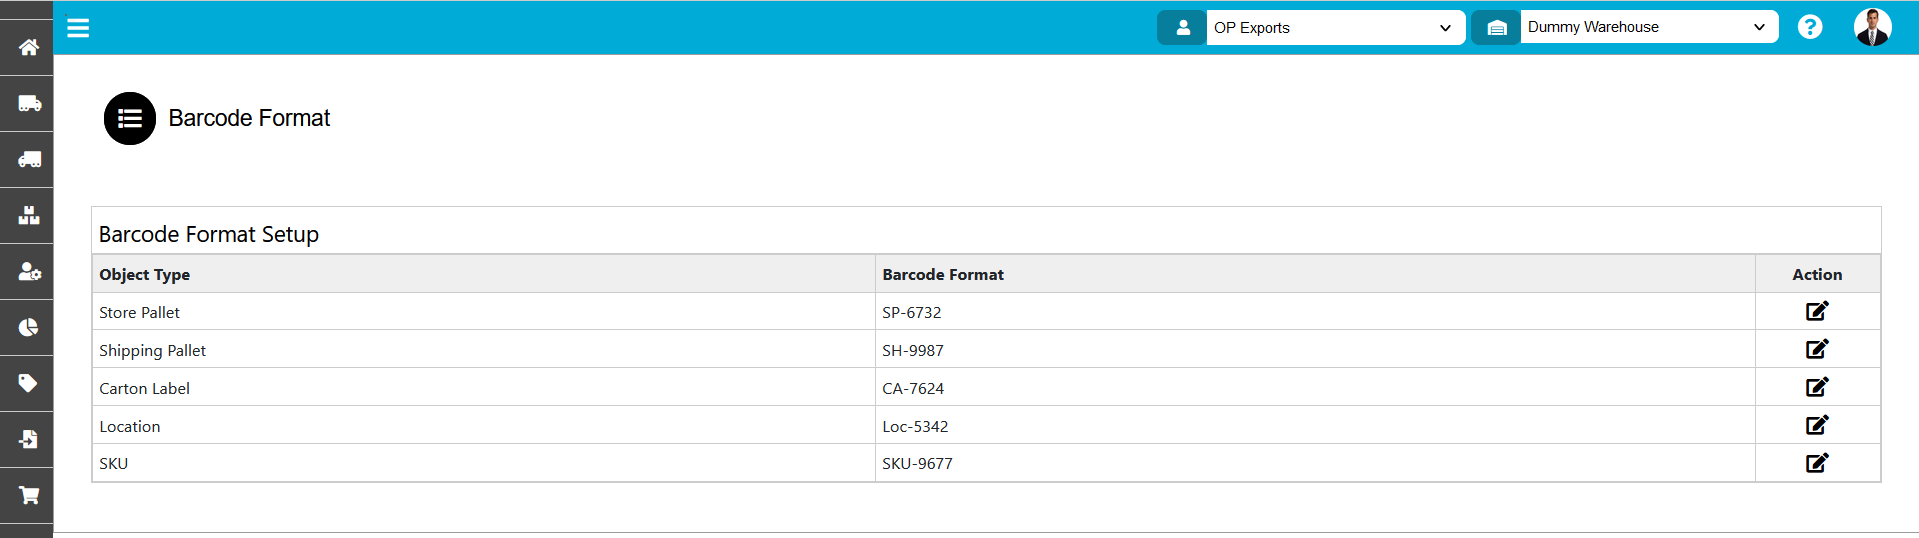 OP Exports
Dummy Warehouse
?
Barcode Format
Barcode Format Setup
Object Type Barcode Format Action
Store Pallet SP-6732
Shipping Pallet SH-9987
Carton Label CA-7624
Location Loc-5342
SKU SKU-9677